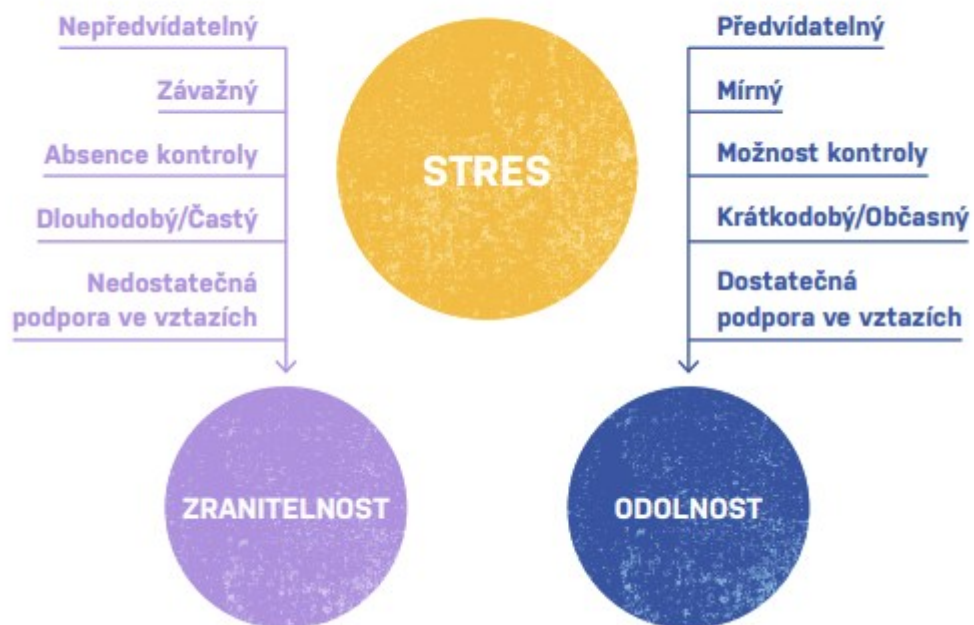 Nepředvídatelný
Závažný
Absence kontroly
Dlouhodobý/Častý
Nedostatečná
podpora ve vztazích
STRES
Předvídatelný
Mírný
Možnost kontroly
Krátkodobý/Občasný
Dostatečná
podpora ve vztazích
ZRANITELNOST
ODOLNOST